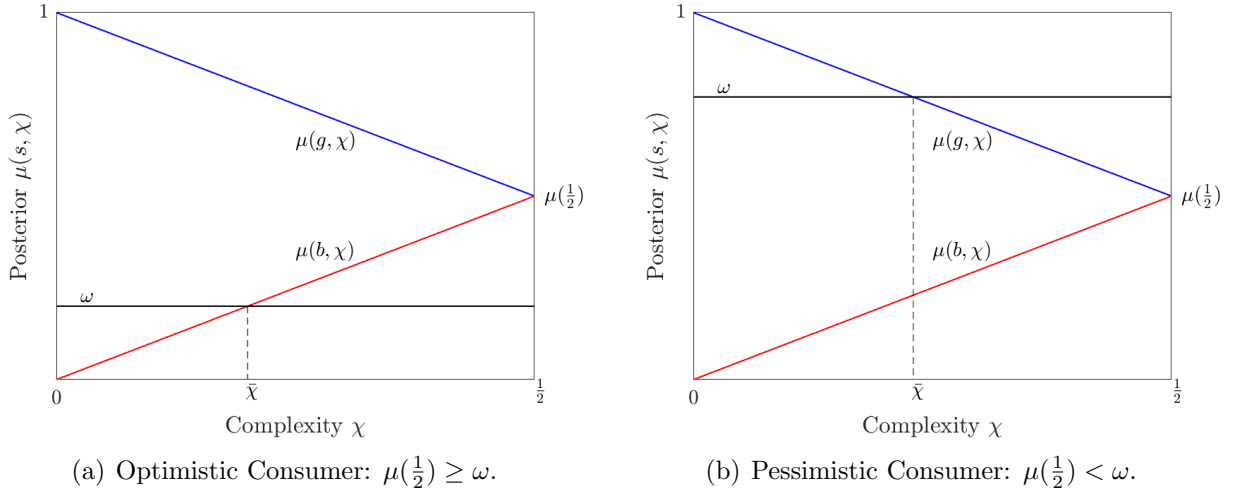 1
ω
μ(g, χ)
μ(½)
μ(b, χ)
ω
Posterior μ(s, χ)
0
χ̄
½
Complexity χ
(a) Optimistic Consumer: μ(½) ≥ ω.
1
ω
μ(g, χ)
μ(½)
μ(b, χ)
Posterior μ(s, χ)
0
χ̄
½
Complexity χ
(b) Pessimistic Consumer: μ(½) < ω.